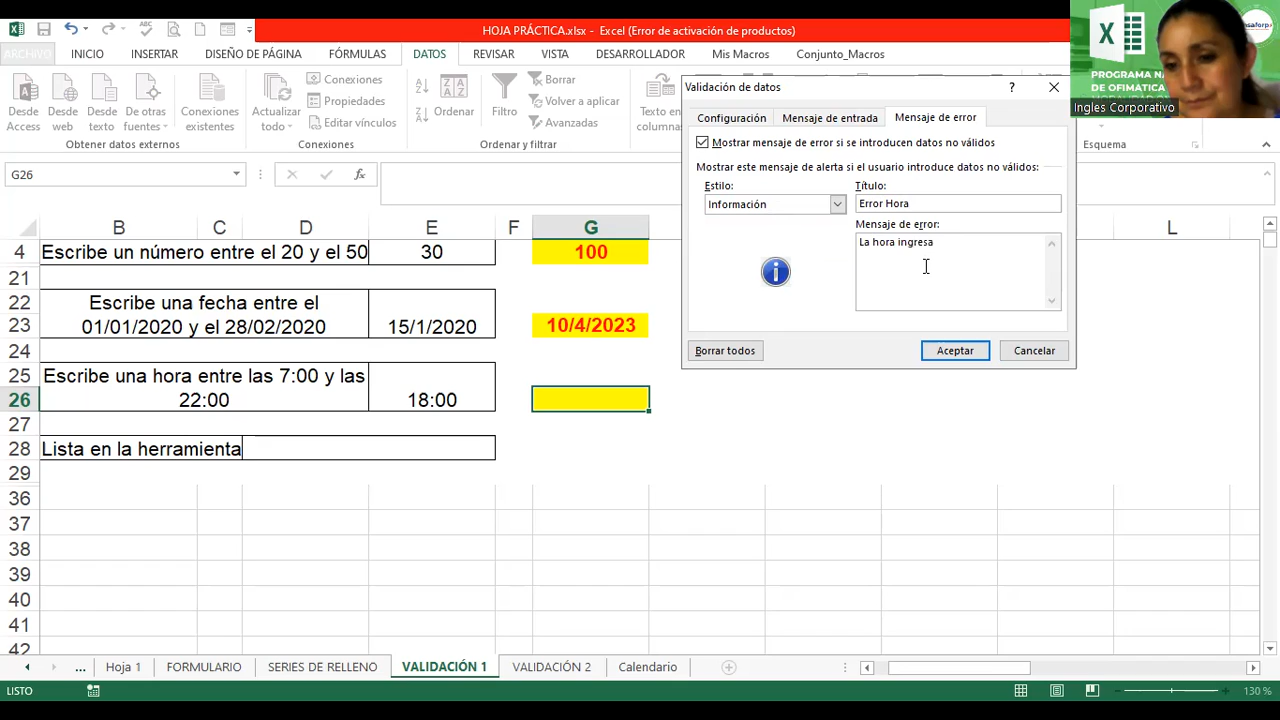 HOJA PRÁCTICA.xlsx - Excel (Error de activación de productos)
ARCHIVO INICIO INSERTAR DISEÑO DE PÁGINA FÓRMULAS DATOS REVISAR VISTA DESARROLLADOR Mis Macros Conjunto_Macros
Desde Access
Desde web
Desde texto
De otras fuentes
Conexiones existentes
Obtener datos externos
Actualizar todo
Conexiones
Propiedades
Editar vínculos
Conexiones
Ordenar
Filtro
Borrar
Volver a aplicar
Avanzadas
Ordenar y filtrar
Texto en columnas
Esquema
PROGRAMA NA
DE OFIMÁTICA
Ingles Corporativo
Validación de datos
Configuración Mensaje de entrada Mensaje de error
Mostrar mensaje de error si se introducen datos no válidos
Mostrar este mensaje de alerta si el usuario introduce datos no válidos:
Estilo: Título:
Información Error Hora
Mensaje de error:
La hora ingresa
Borrar todos Aceptar Cancelar
G26
B C D E F G L
4 Escribe un número entre el 20 y el 50 30 100
21
22 Escribe una fecha entre el
23 01/01/2020 y el 28/02/2020 15/1/2020 10/4/2023
24
25 Escribe una hora entre las 7:00 y las
26 22:00 18:00
27
28 Lista en la herramienta
29
36
37
38
39
40
41
42
... Hoja 1 FORMULARIO SERIES DE RELLENO VALIDACIÓN 1 VALIDACIÓN 2 Calendario
LISTO 130 %